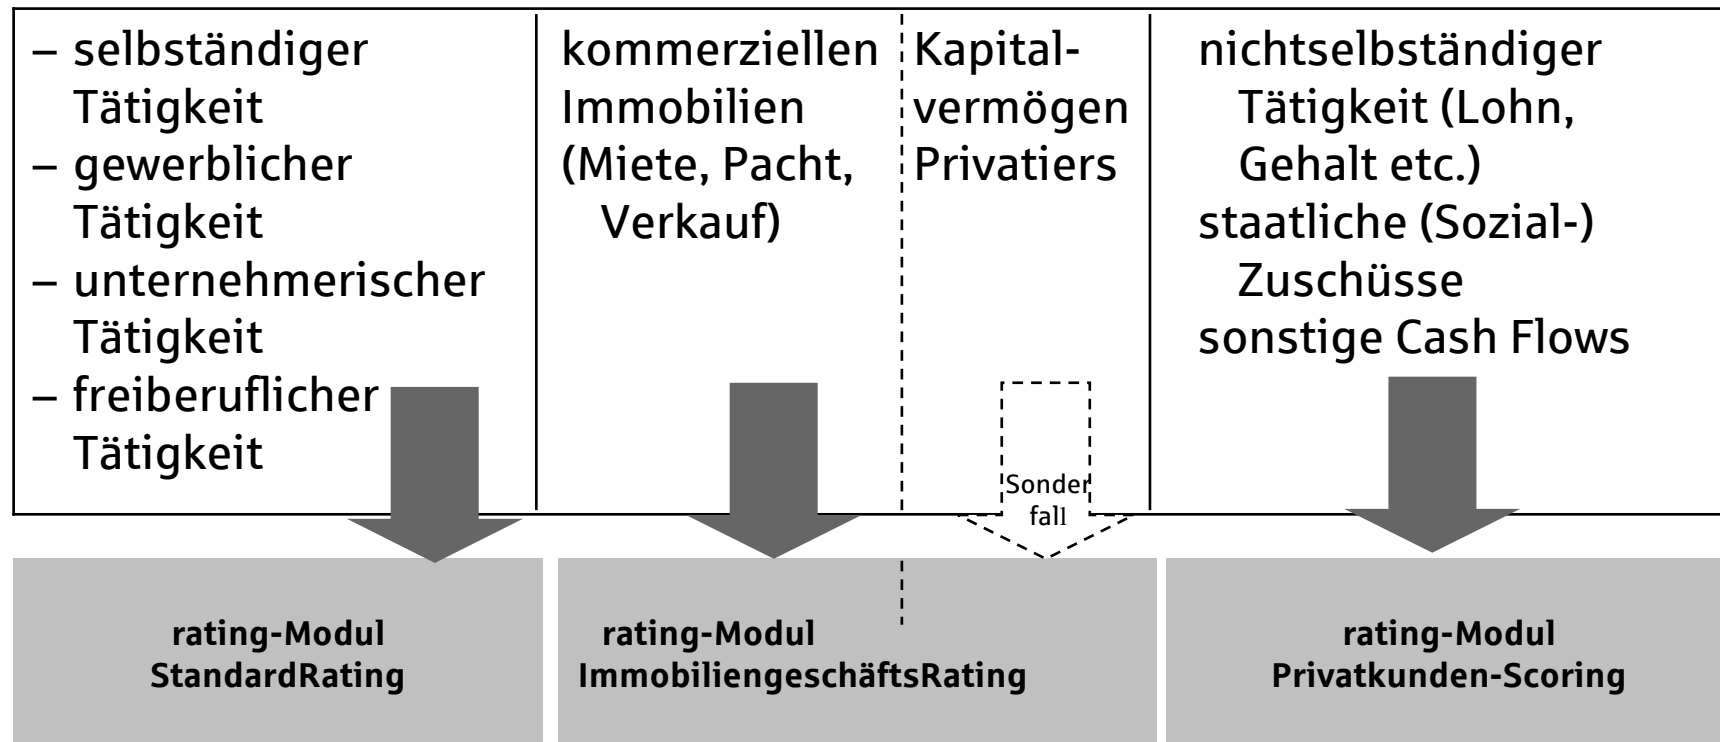 – selbständiger
Tätigkeit
– gewerblicher
Tätigkeit
– unternehmerischer
Tätigkeit
– freiberuflicher
Tätigkeit
kommerziellen
Immobilien
(Miete, Pacht,
Verkauf)
Kapital-
vermögen
Privatiers
nichtselbständiger
Tätigkeit (Lohn,
Gehalt etc.)
staatliche (Sozial-)
Zuschüsse
sonstige Cash Flows
Sonder
fall
rating-Modul
StandardRating
rating-Modul
ImmobiliengeschäftsRating
rating-Modul
Privatkunden-Scoring